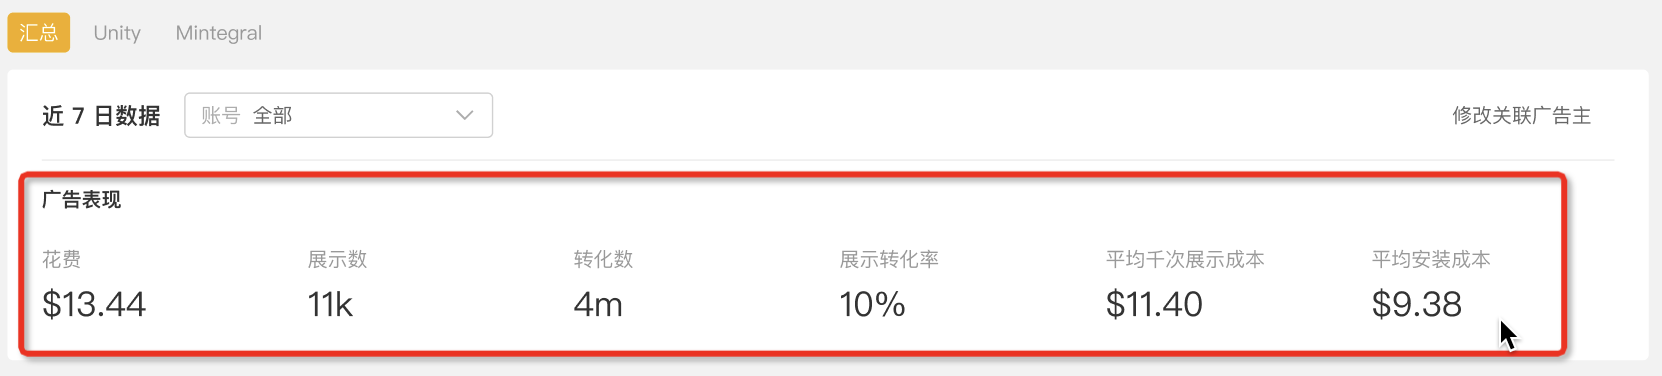 汇总 Unity Mintegral
近 7 日数据 账号 全部 修改关联广告主
广告表现
花费 展示数 转化数 展示转化率 平均千次展示成本 平均安装成本
$13.44 11k 4m 10% $11.40 $9.38